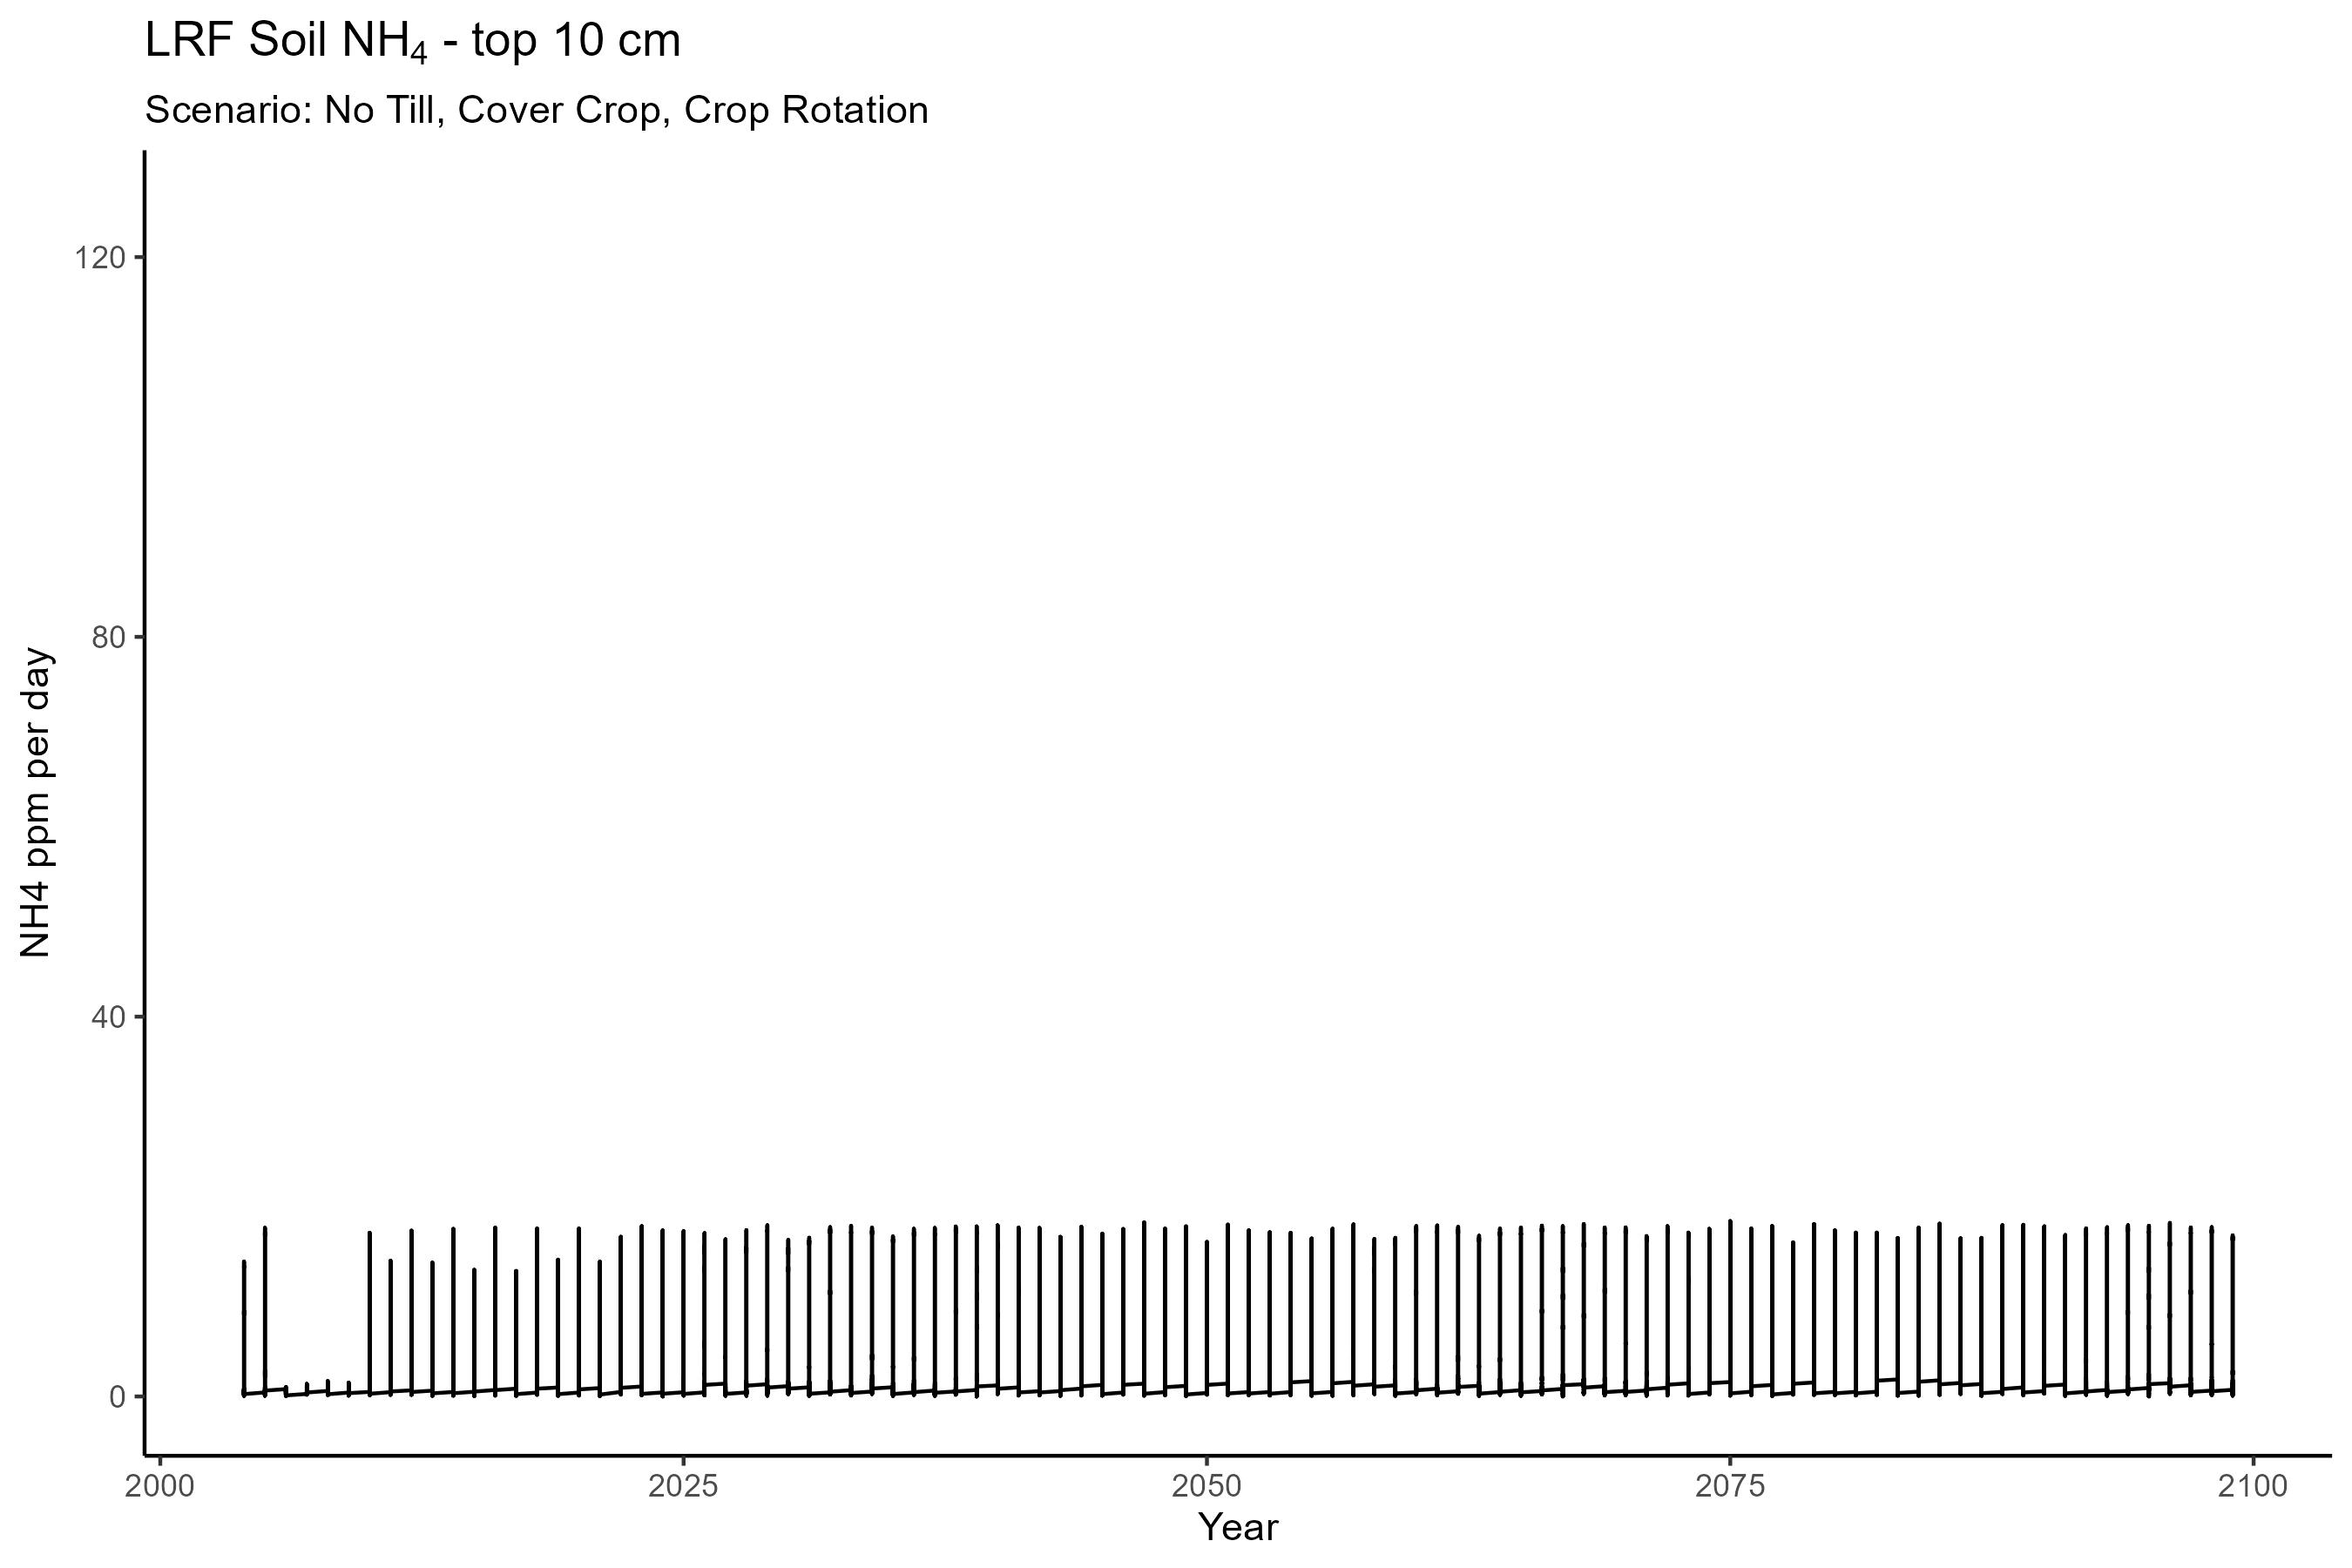 LRF Soil NH₄ - top 10 cm
Scenario: No Till, Cover Crop, Crop Rotation
120
80
40
0
NH4 ppm per day
2000 2025 2050 2075 2100
Year